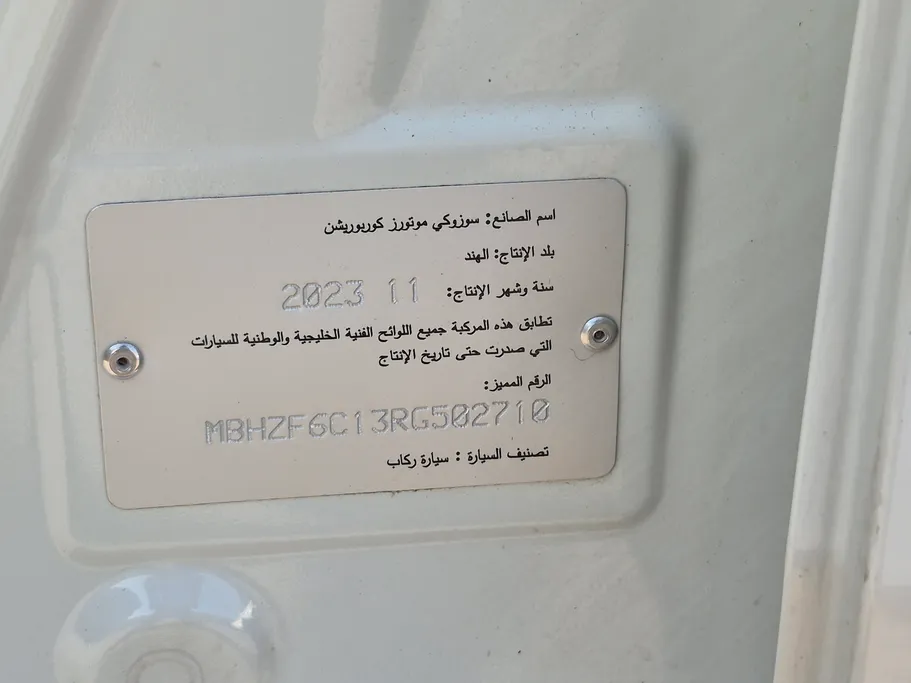 اسم الصانع: سوزوكي موتورز كوربوريشن
بلد الإنتاج: الهند
سنة وشهر الإنتاج: 2023 11
تطابق هذه المركبة جميع اللوائح الفنية الخليجية والوطنية للسيارات
التي صدرت حتى تاريخ الإنتاج
الرقم المميز:
MBHZF6C13RG502710
تصنيف السيارة : سيارة ركاب